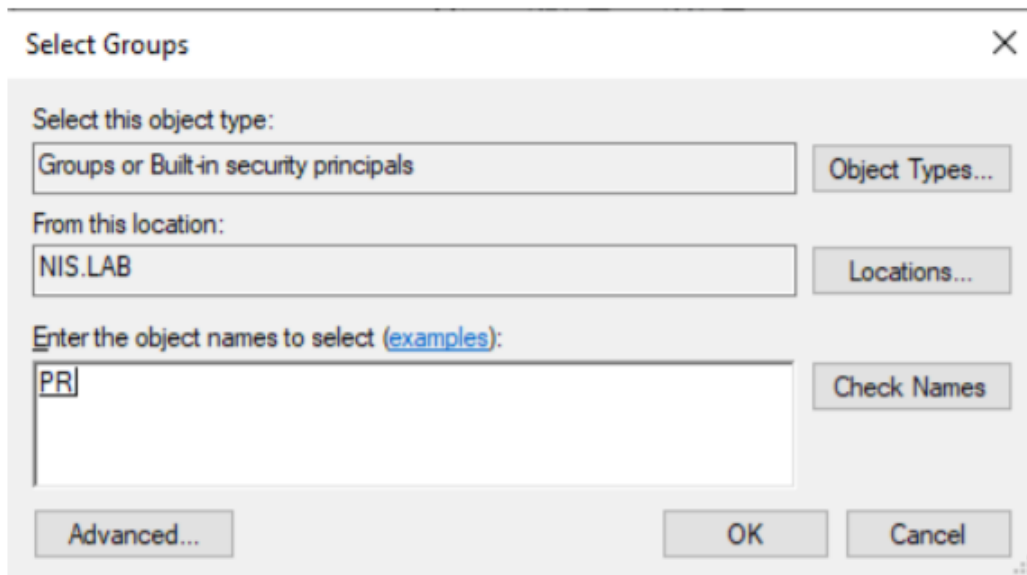 Select Groups
Select this object type:
Groups or Built-in security principals
Object Types...
From this location:
NIS.LAB
Locations...
Enter the object names to select (examples):
PR
Check Names
Advanced...
OK
Cancel